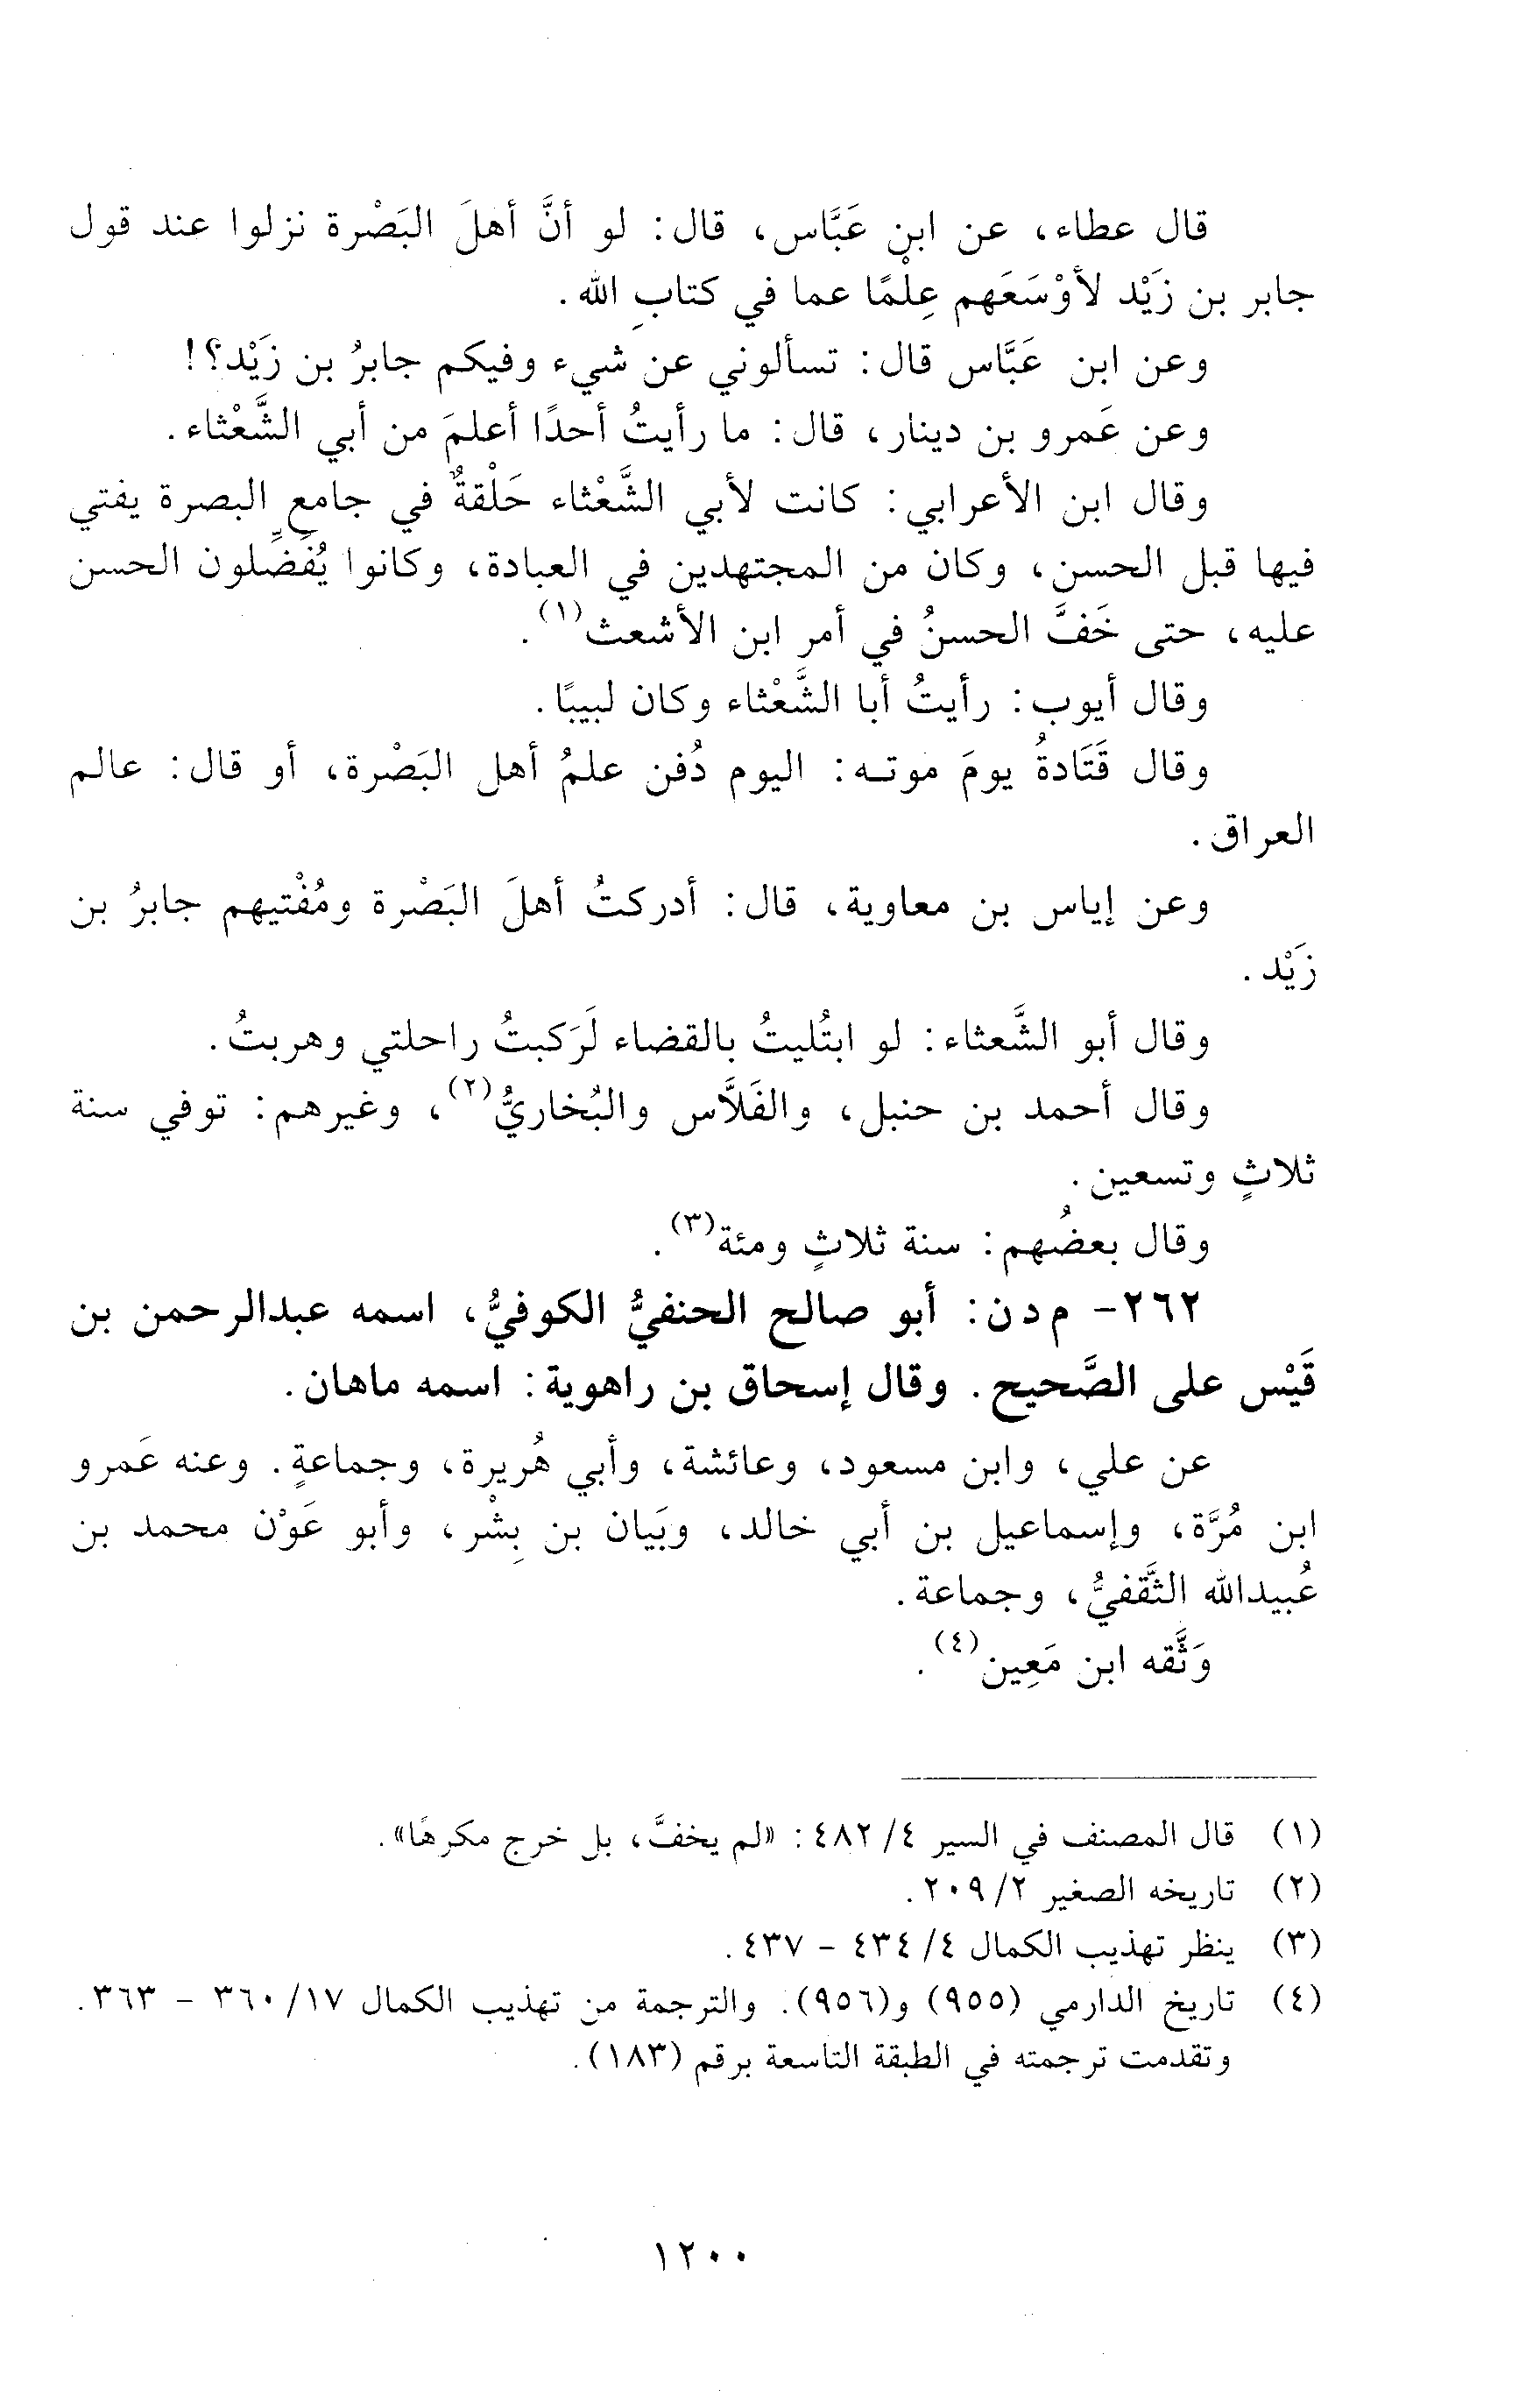 قال عطاء، عن ابن عَبَّاس، قال: لو أنَّ أهلَ البَصْرة نزلوا عند قول
جابر بن زَيْد لأوْسَعَهم عِلْمًا عما في كتابِ الله.
وعن ابن عَبَّاس قال: تسألوني عن شيء وفيكم جابرُ بن زَيْد؟!
وعن عَمرو بن دينار، قال: ما رأيتُ أحدًا أعلمَ من أبي الشَّعْثاء.
وقال ابن الأعرابي: كانت لأبي الشَّعْثاء حَلْقةٌ في جامعِ البصرة يفتي
فيها قبل الحسن، وكان من المجتهدين في العبادة، وكانوا يُفَضِّلون الحسن
عليه، حتى خَفَّ الحسنُ في أمر ابن الأشعث(١).
وقال أيوب: رأيتُ أبا الشَّعْثاء وكان لبيبًا.
وقال قَتَادةُ يومَ موته: اليوم دُفن علمُ أهل البَصْرة، أو قال: عالم
العراق.
وعن إياس بن معاوية، قال: أدركتُ أهلَ البَصْرة ومُفْتيهم جابرُ بن
زَيْد.
وقال أبو الشَّعثاء: لو ابتُليتُ بالقضاء لَرَكبتُ راحلتي وهربتُ.
وقال أحمد بن حنبل، والفَلاَّس والبُخاريُّ(٢)، وغيرهم: توفي سنة
ثلاثٍ وتسعين.
وقال بعضُهم: سنة ثلاثٍ ومئة(٣).
٢٦٢- م د ن: أبو صالح الحنفيُّ الكوفيُّ، اسمه عبدالرحمن بن
قَيْس على الصَّحيح. وقال إسحاق بن راهوية: اسمه ماهان.
عن علي، وابن مسعود، وعائشة، وأبي هُريرة، وجماعةٍ. وعنه عَمرو
ابن مُرَّة، وإسماعيل بن أبي خالد، وبَيان بن بِشْر، وأبو عَوْن محمد بن
عُبيدالله الثَّقفيُّ، وجماعة.
وَثَّقه ابن مَعِين(٤).
(١) قال المصنف في السير ٤/ ٤٨٢: «لم يخفَّ، بل خرج مكرهًا».
(٢) تاريخه الصغير ٢/ ٢٠٩.
(٣) ينظر تهذيب الكمال ٤/ ٤٣٤ - ٤٣٧.
(٤) تاريخ الدارمي (٩٥٥) و(٩٥٦). والترجمة من تهذيب الكمال ١٧/ ٣٦٠ - ٣٦٣.
وتقدمت ترجمته في الطبقة التاسعة برقم (١٨٣).
١٢٠٠